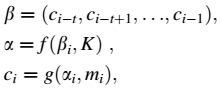 β = (c_{i−t}, c_{i−t+1}, …, c_{i−1}),
α = f(β_i, K) ,
c_i = g(α_i, m_i),